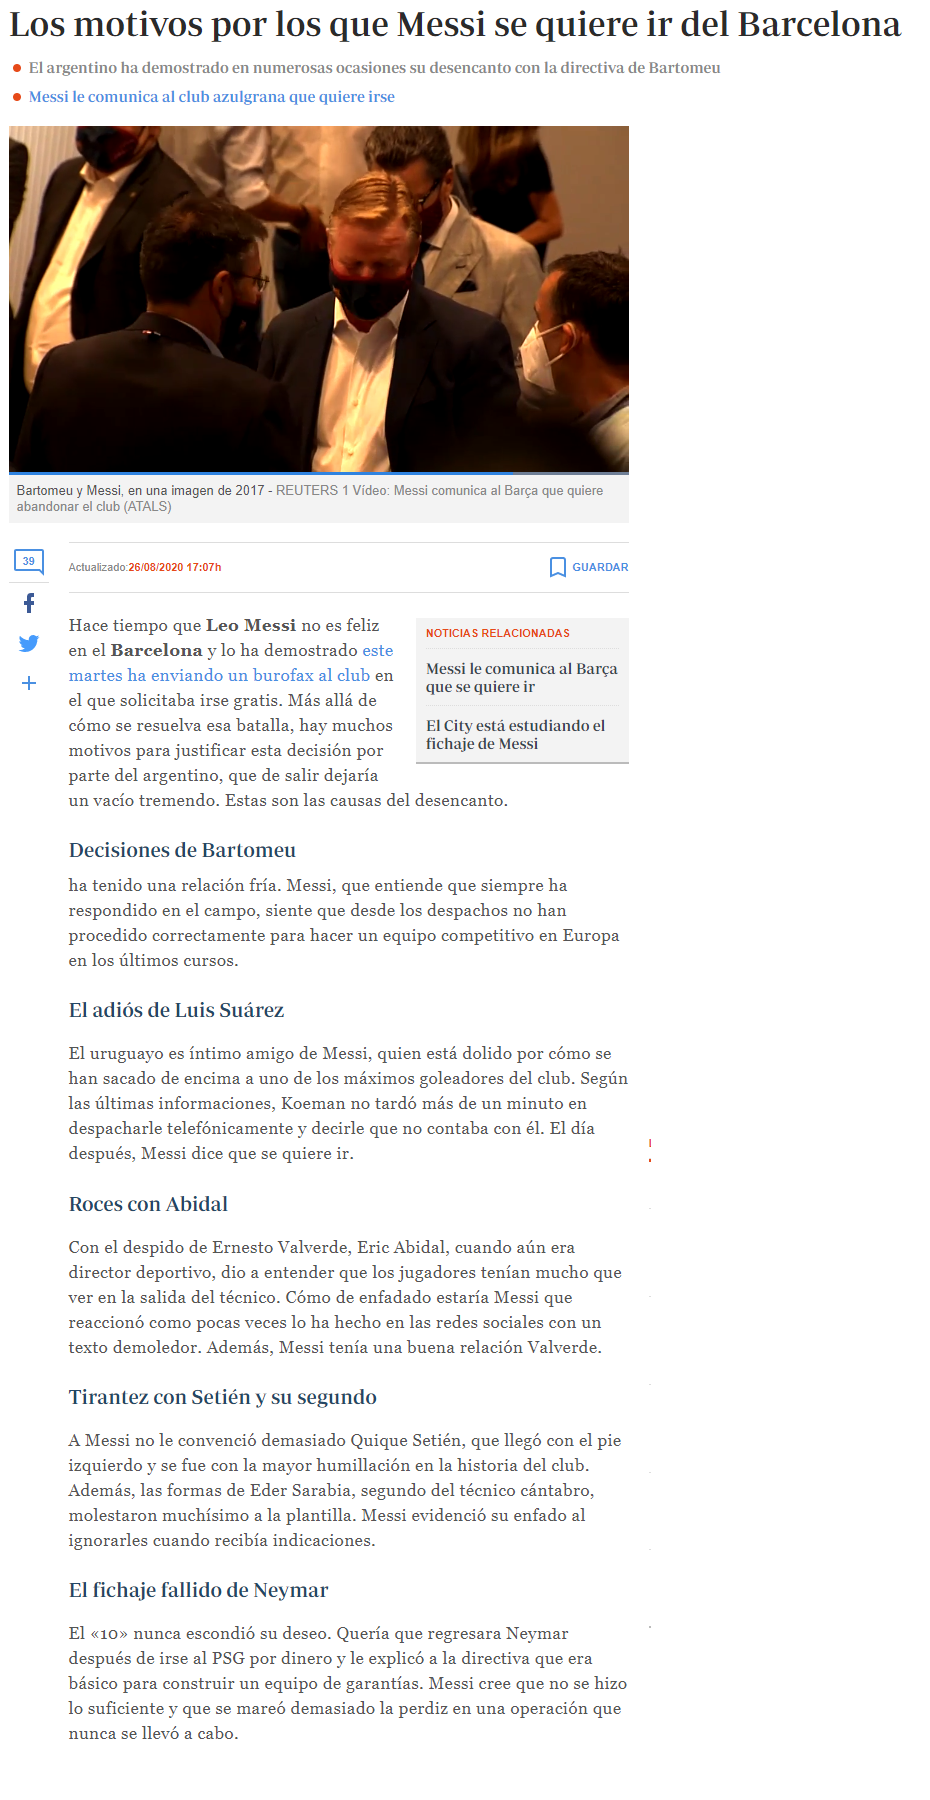 Los motivos por los que Messi se quiere ir del Barcelona
El argentino ha demostrado en numerosas ocasiones su desencanto con la directiva de Bartomeu
Messi le comunica al club azulgrana que quiere irse
Bartomeu y Messi, en una imagen de 2017 - REUTERS 1 Vídeo: Messi comunica al Barça que quiere
abandonar el club (ATALS)
39
Actualizado:26/08/2020 17:07h
GUARDAR
Hace tiempo que Leo Messi no es feliz
en el Barcelona y lo ha demostrado este
martes ha enviando un burofax al club en
el que solicitaba irse gratis. Más allá de
cómo se resuelva esa batalla, hay muchos
motivos para justificar esta decisión por
parte del argentino, que de salir dejaría
un vacío tremendo. Estas son las causas del desencanto.
NOTICIAS RELACIONADAS
Messi le comunica al Barça
que se quiere ir
El City está estudiando el
fichaje de Messi
Decisiones de Bartomeu
ha tenido una relación fría. Messi, que entiende que siempre ha
respondido en el campo, siente que desde los despachos no han
procedido correctamente para hacer un equipo competitivo en Europa
en los últimos cursos.
El adiós de Luis Suárez
El uruguayo es íntimo amigo de Messi, quien está dolido por cómo se
han sacado de encima a uno de los máximos goleadores del club. Según
las últimas informaciones, Koeman no tardó más de un minuto en
despacharle telefónicamente y decirle que no contaba con él. El día
después, Messi dice que se quiere ir.
Roces con Abidal
Con el despido de Ernesto Valverde, Eric Abidal, cuando aún era
director deportivo, dio a entender que los jugadores tenían mucho que
ver en la salida del técnico. Cómo de enfadado estaría Messi que
reaccionó como pocas veces lo ha hecho en las redes sociales con un
texto demoledor. Además, Messi tenía una buena relación Valverde.
Tirantez con Setién y su segundo
A Messi no le convenció demasiado Quique Setién, que llegó con el pie
izquierdo y se fue con la mayor humillación en la historia del club.
Además, las formas de Eder Sarabia, segundo del técnico cántabro,
molestaron muchísimo a la plantilla. Messi evidenció su enfado al
ignorarles cuando recibía indicaciones.
El fichaje fallido de Neymar
El «10» nunca escondió su deseo. Quería que regresara Neymar
después de irse al PSG por dinero y le explicó a la directiva que era
básico para construir un equipo de garantías. Messi cree que no se hizo
lo suficiente y que se mareó demasiado la perdiz en una operación que
nunca se llevó a cabo.